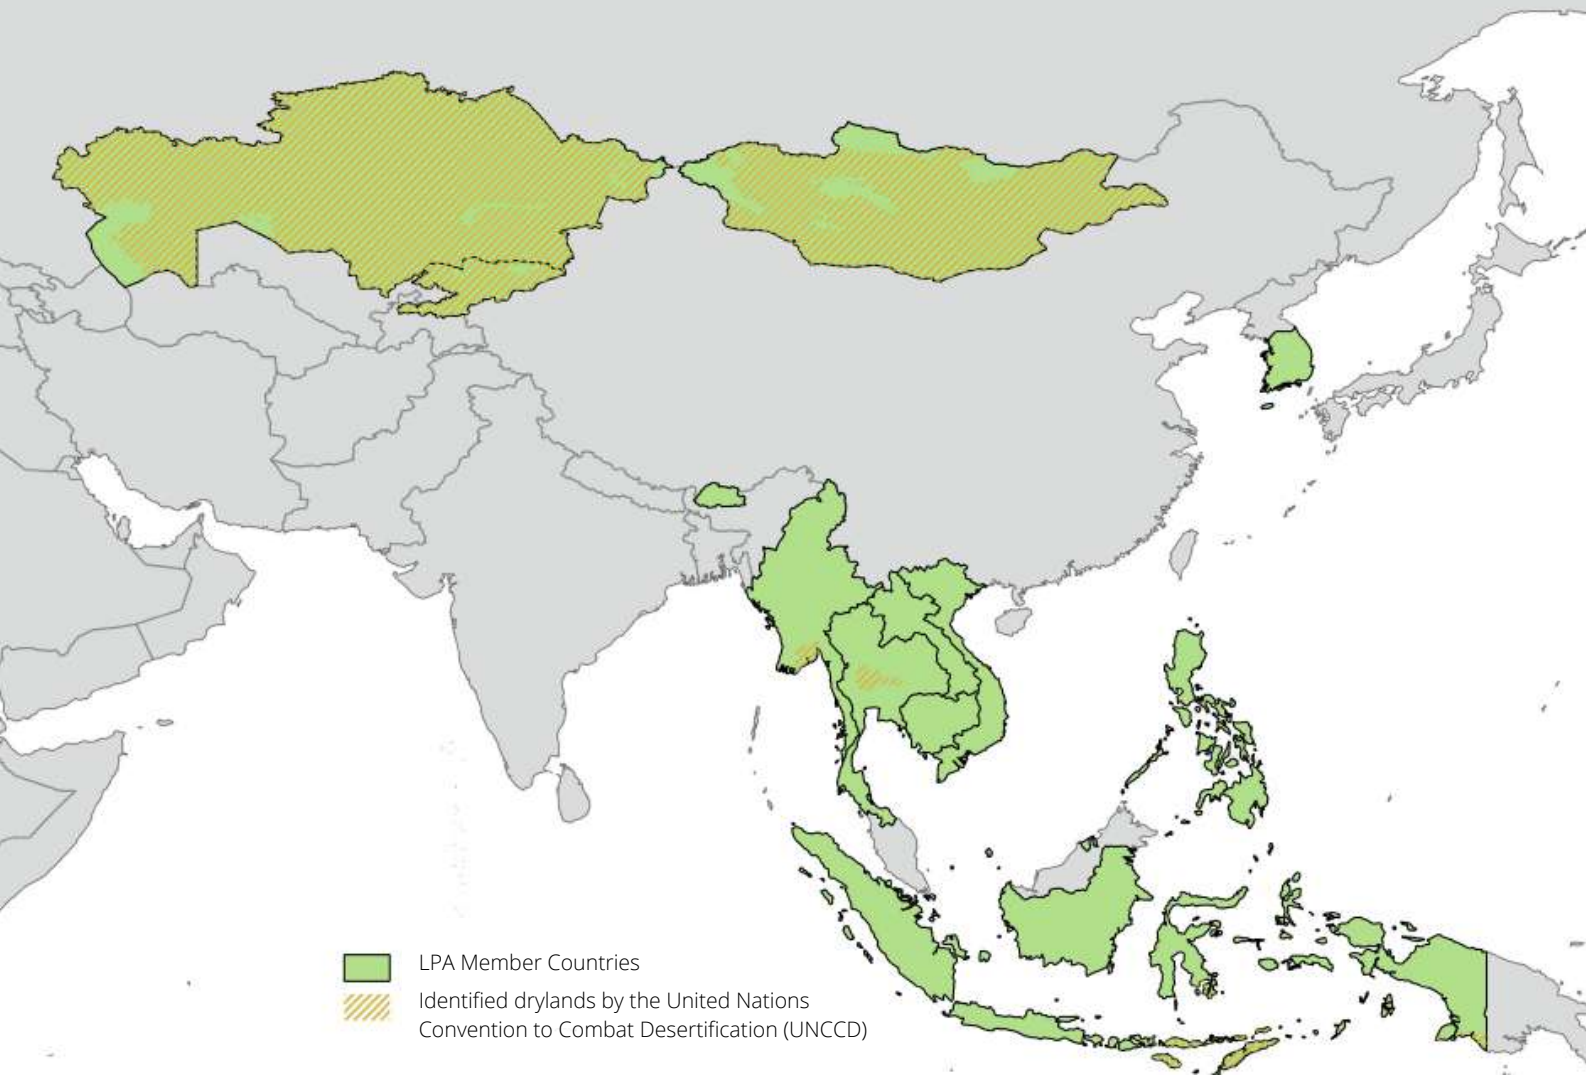 LPA Member Countries
Identified drylands by the United Nations
Convention to Combat Desertification (UNCCD)